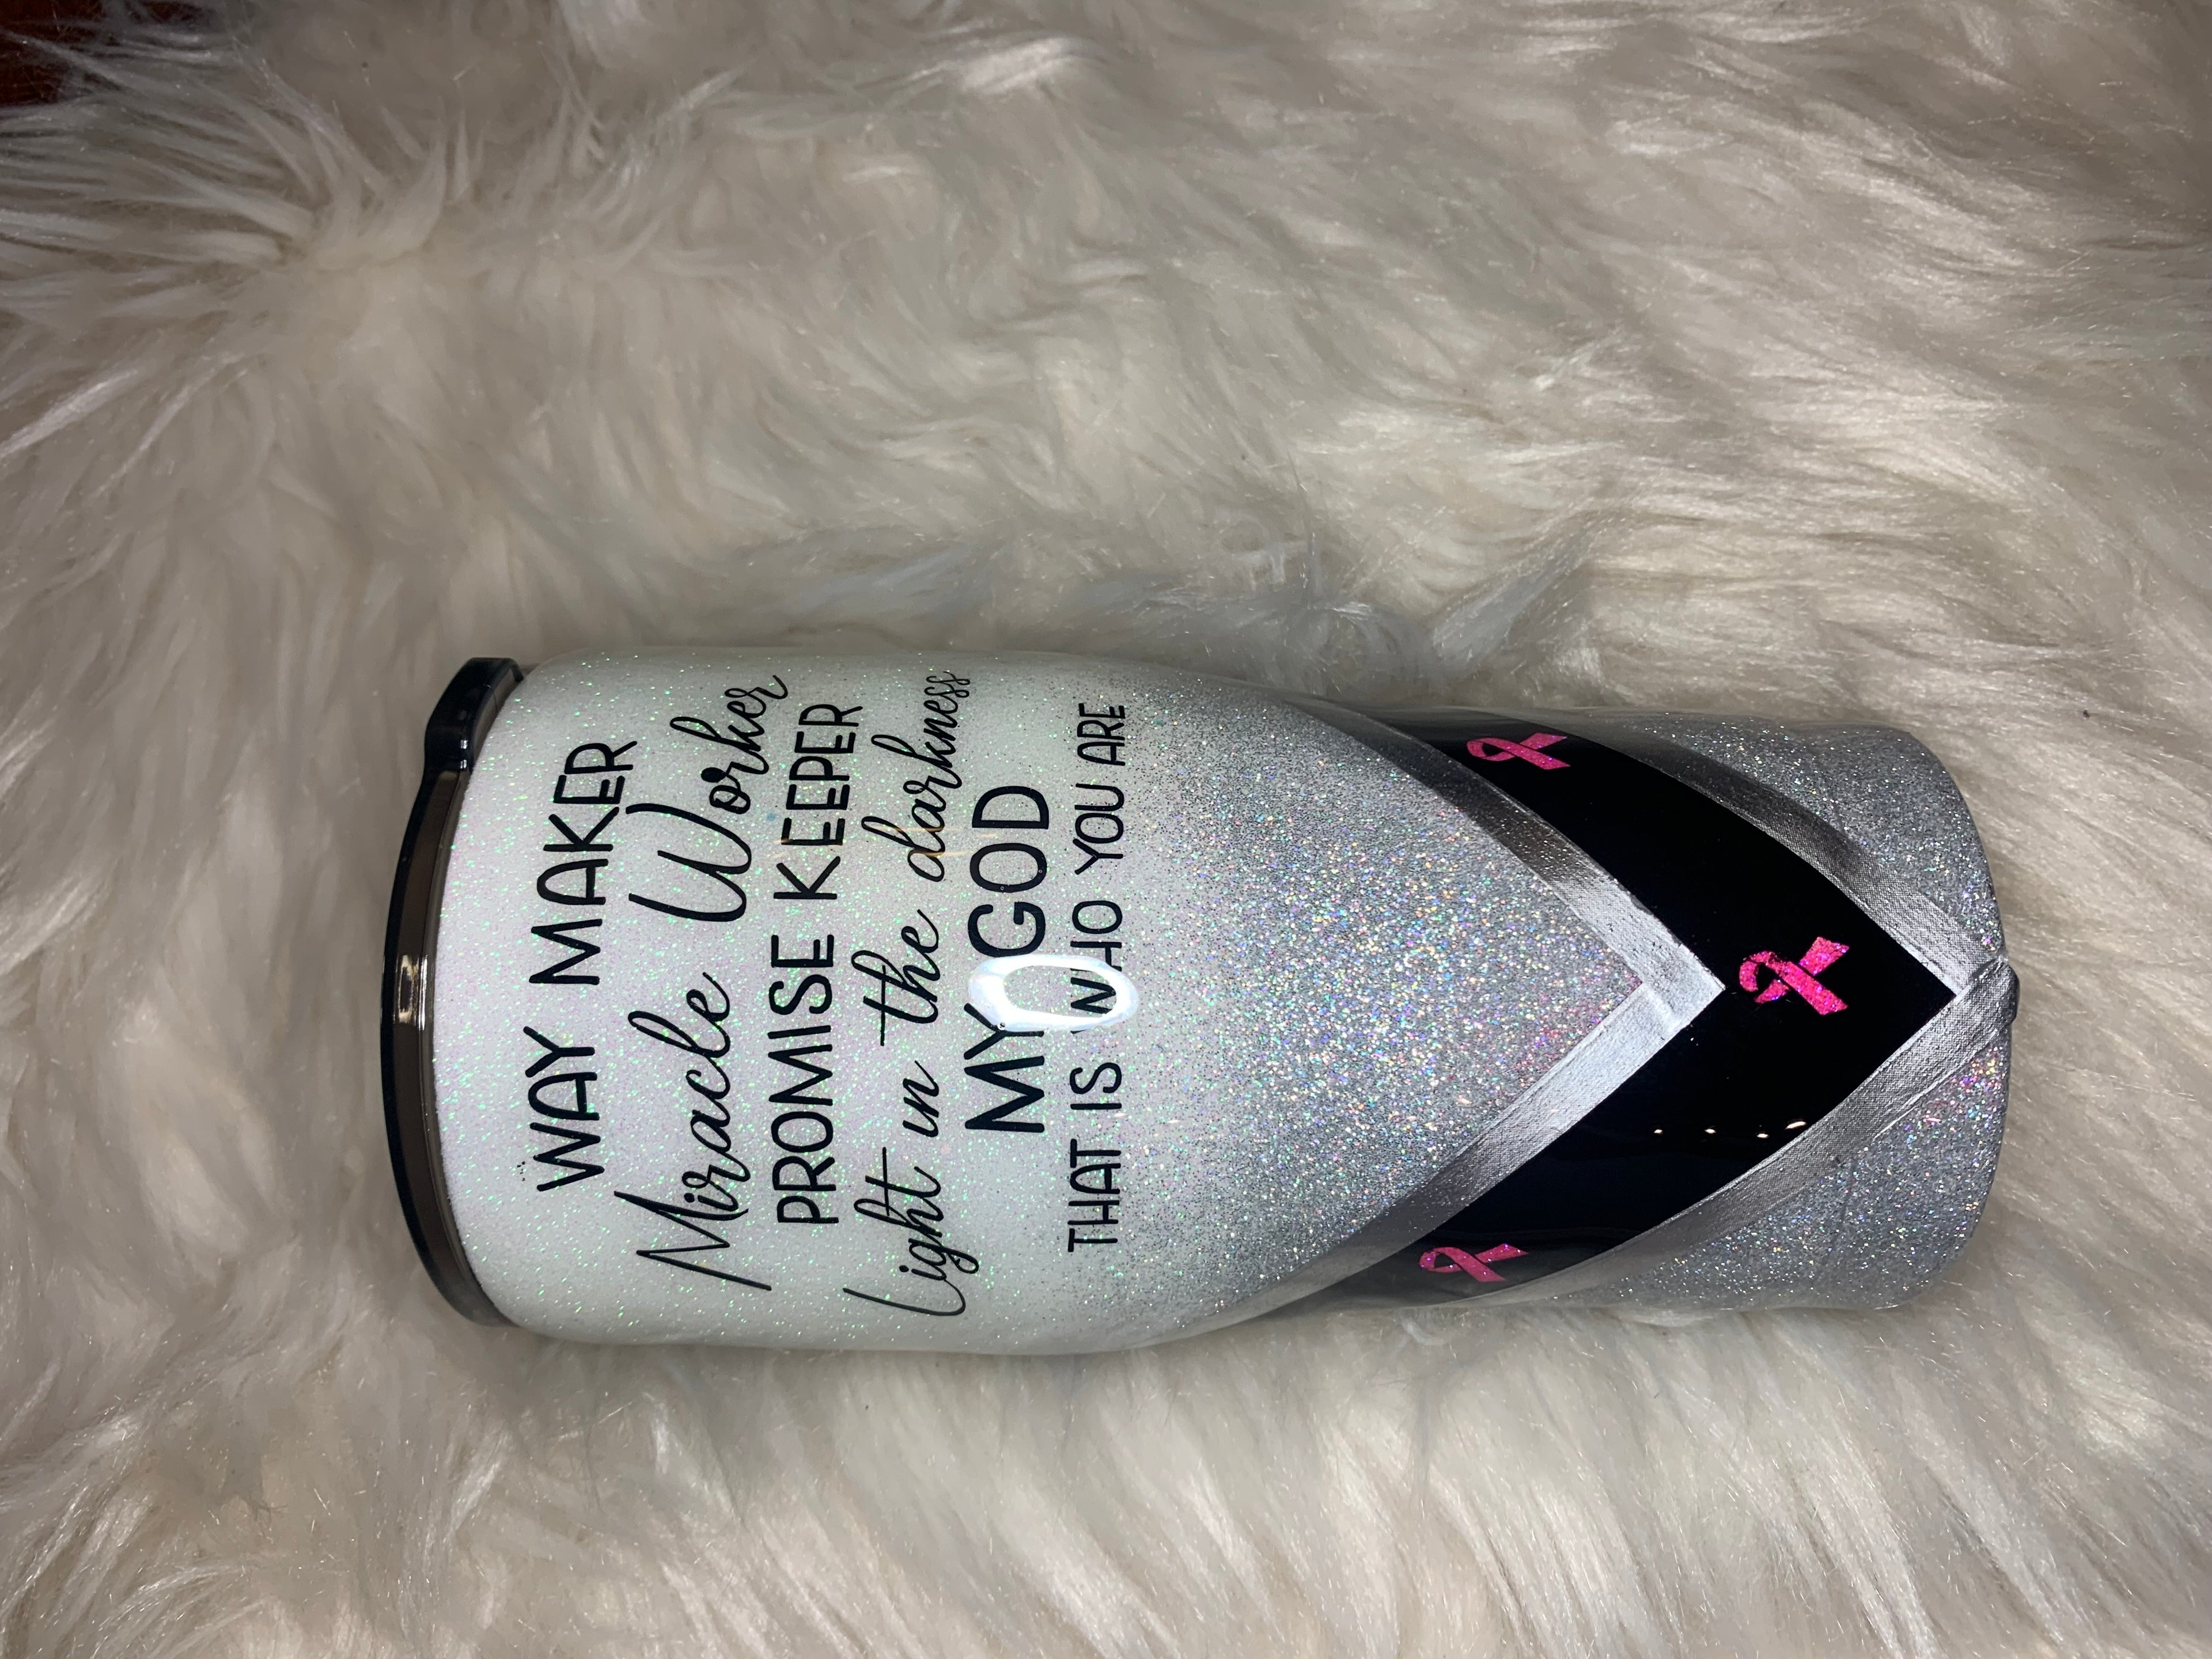 WAY MAKER
Miracle Worker
PROMISE KEEPER
Light in the darkness
MY GOD
THAT IS WHO YOU ARE